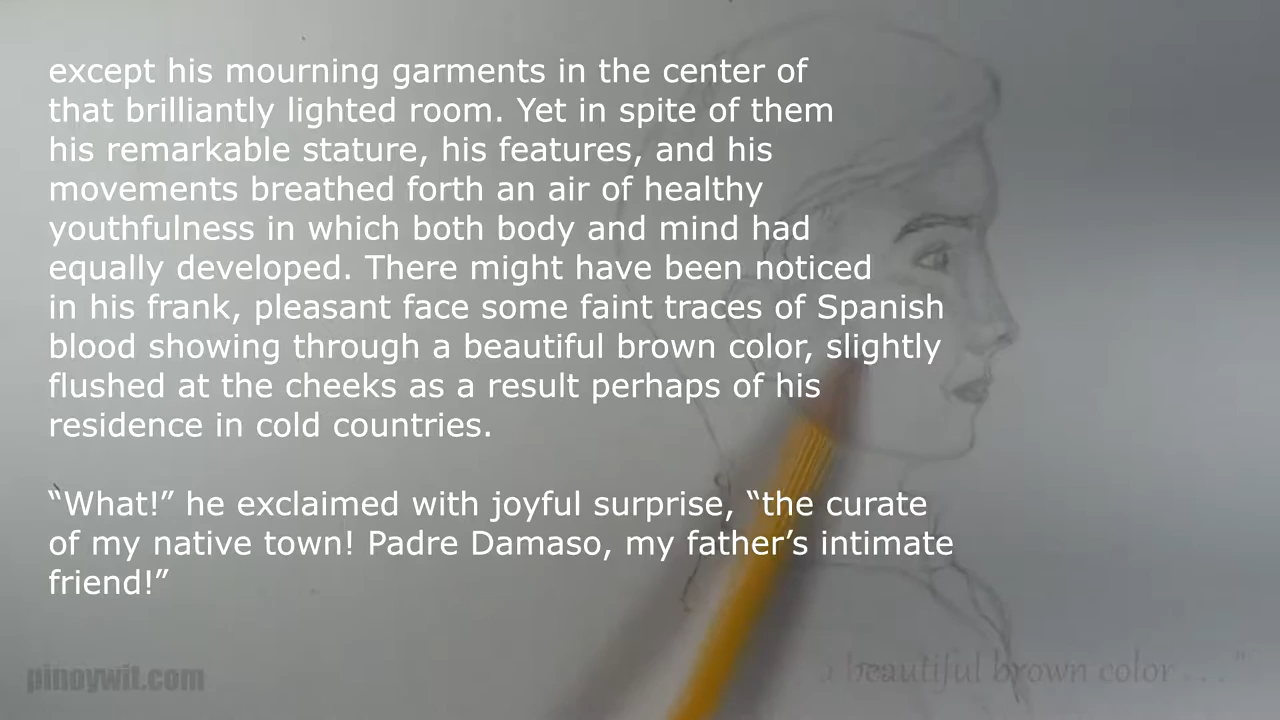 except his mourning garments in the center of
that brilliantly lighted room. Yet in spite of them
his remarkable stature, his features, and his
movements breathed forth an air of healthy
youthfulness in which both body and mind had
equally developed. There might have been noticed
in his frank, pleasant face some faint traces of Spanish
blood showing through a beautiful brown color, slightly
flushed at the cheeks as a result perhaps of his
residence in cold countries.
“What!” he exclaimed with joyful surprise, “the curate
of my native town! Padre Damaso, my father’s intimate
friend!”
pinoywit.com
a beautiful brown color . . ."